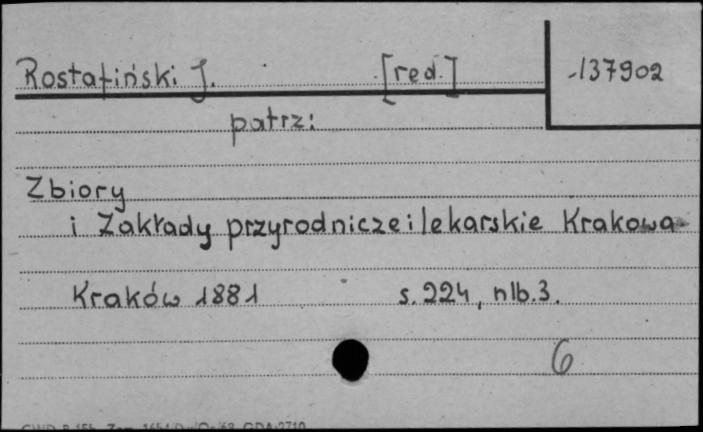 Rostafiński J. [red.] 137902
patrz:
Zbiory
i Zakłady przyrodnicze i lekarskie Krakowa
Kraków 1881 s. 224, nlb. 3.
6